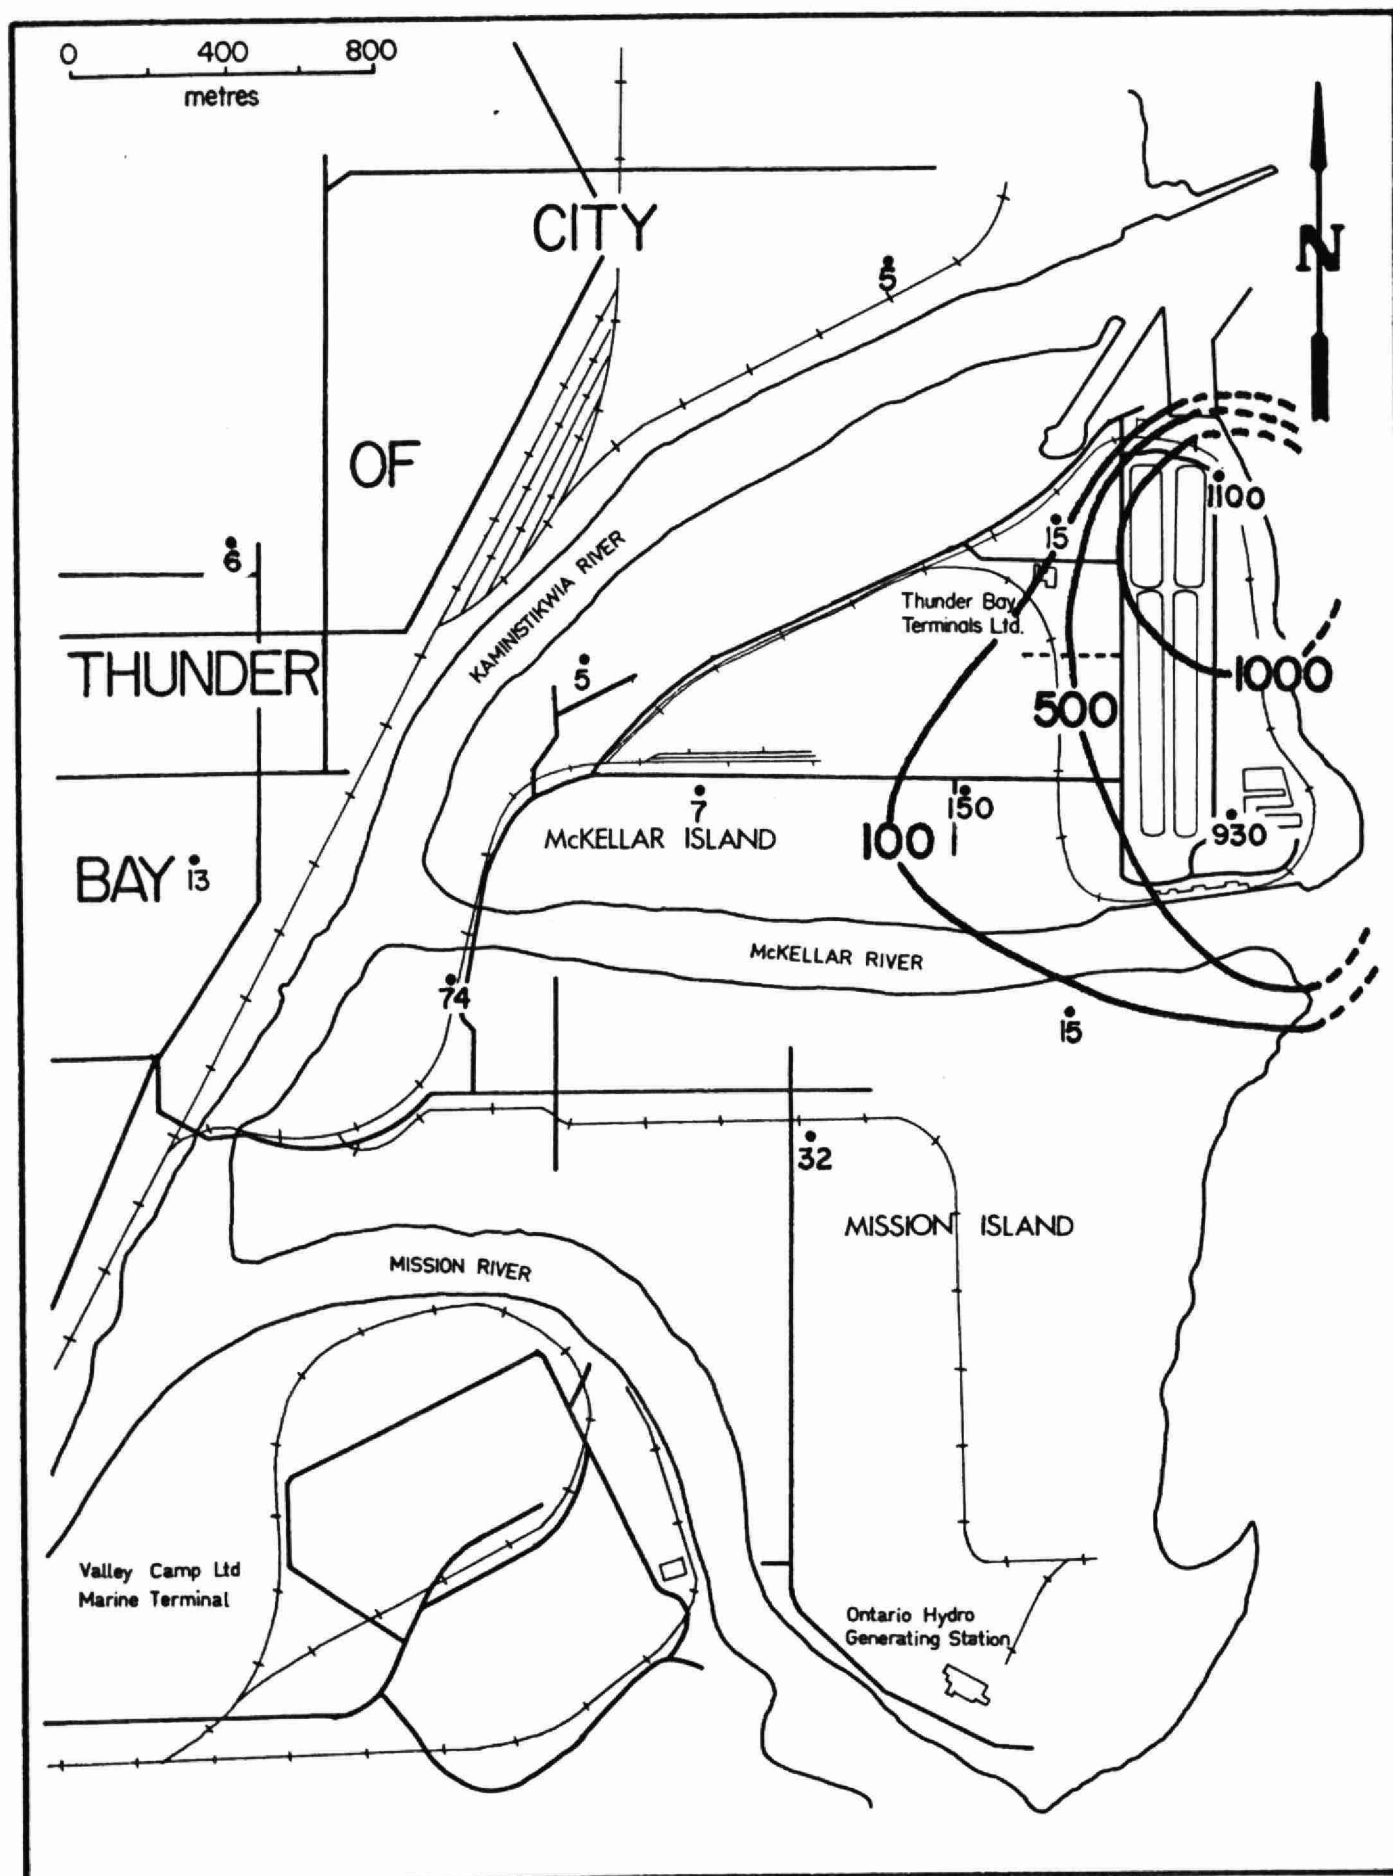 0 400 800
metres
CITY
N
5
OF
1100
15
6
KAMINISTIKWIA RIVER
Thunder Bay
Terminals Ltd.
THUNDER
5
1000
500
7
150
McKELLAR ISLAND
100
930
BAY 13
McKELLAR RIVER
74
15
32
MISSION ISLAND
MISSION RIVER
Valley Camp Ltd
Marine Terminal
Ontario Hydro
Generating Station